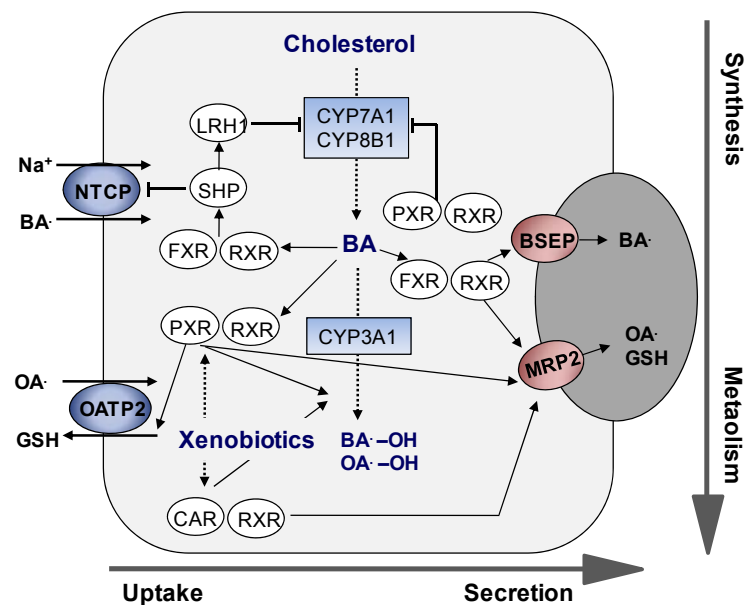 Cholesterol
Synthesis
LRH1
CYP7A1
CYP8B1
Na+
NTCP
SHP
BA-
PXR RXR
BSEP
BA-
FXR RXR
BA
FXR RXR
PXR RXR
CYP3A1
MRP2
OA-
GSH
OA-
OATP2
GSH
Xenobiotics
BA- –OH
OA- –OH
CAR RXR
Metaolism
Uptake
Secretion